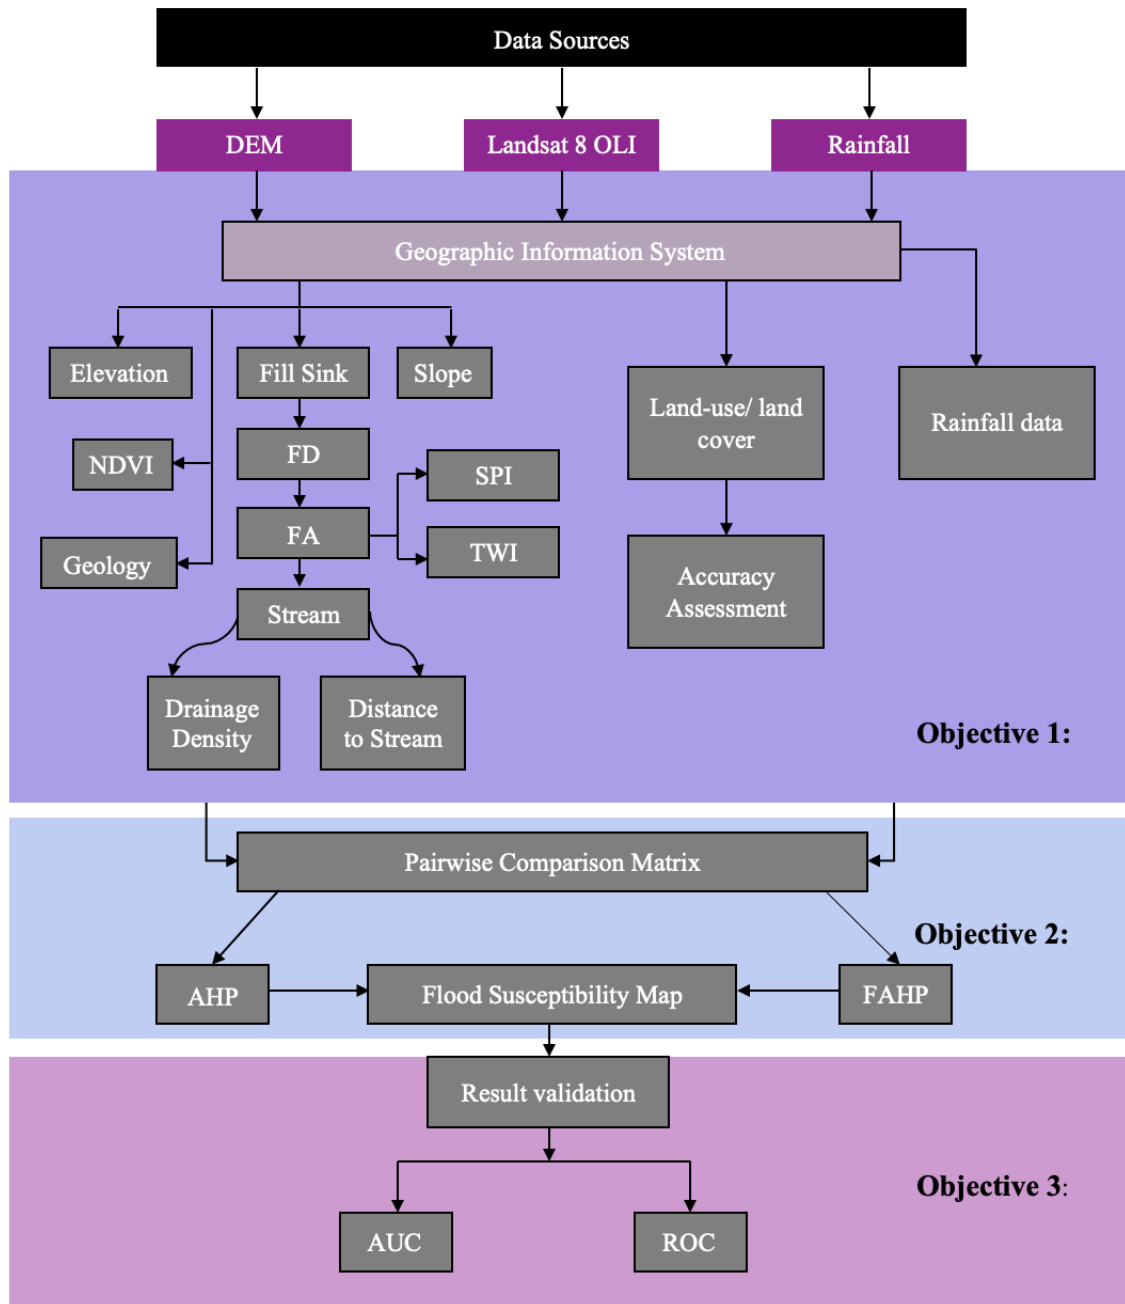 Data Sources
DEM
Landsat 8 OLI
Rainfall
Geographic Information System
Elevation
Fill Sink
Slope
Land-use/ land
cover
Rainfall data
NDVI
FD
SPI
FA
TWI
Geology
Accuracy
Assessment
Stream
Drainage
Density
Distance
to Stream
Objective 1:
Pairwise Comparison Matrix
Objective 2:
AHP
Flood Susceptibility Map
FAHP
Result validation
Objective 3:
AUC
ROC